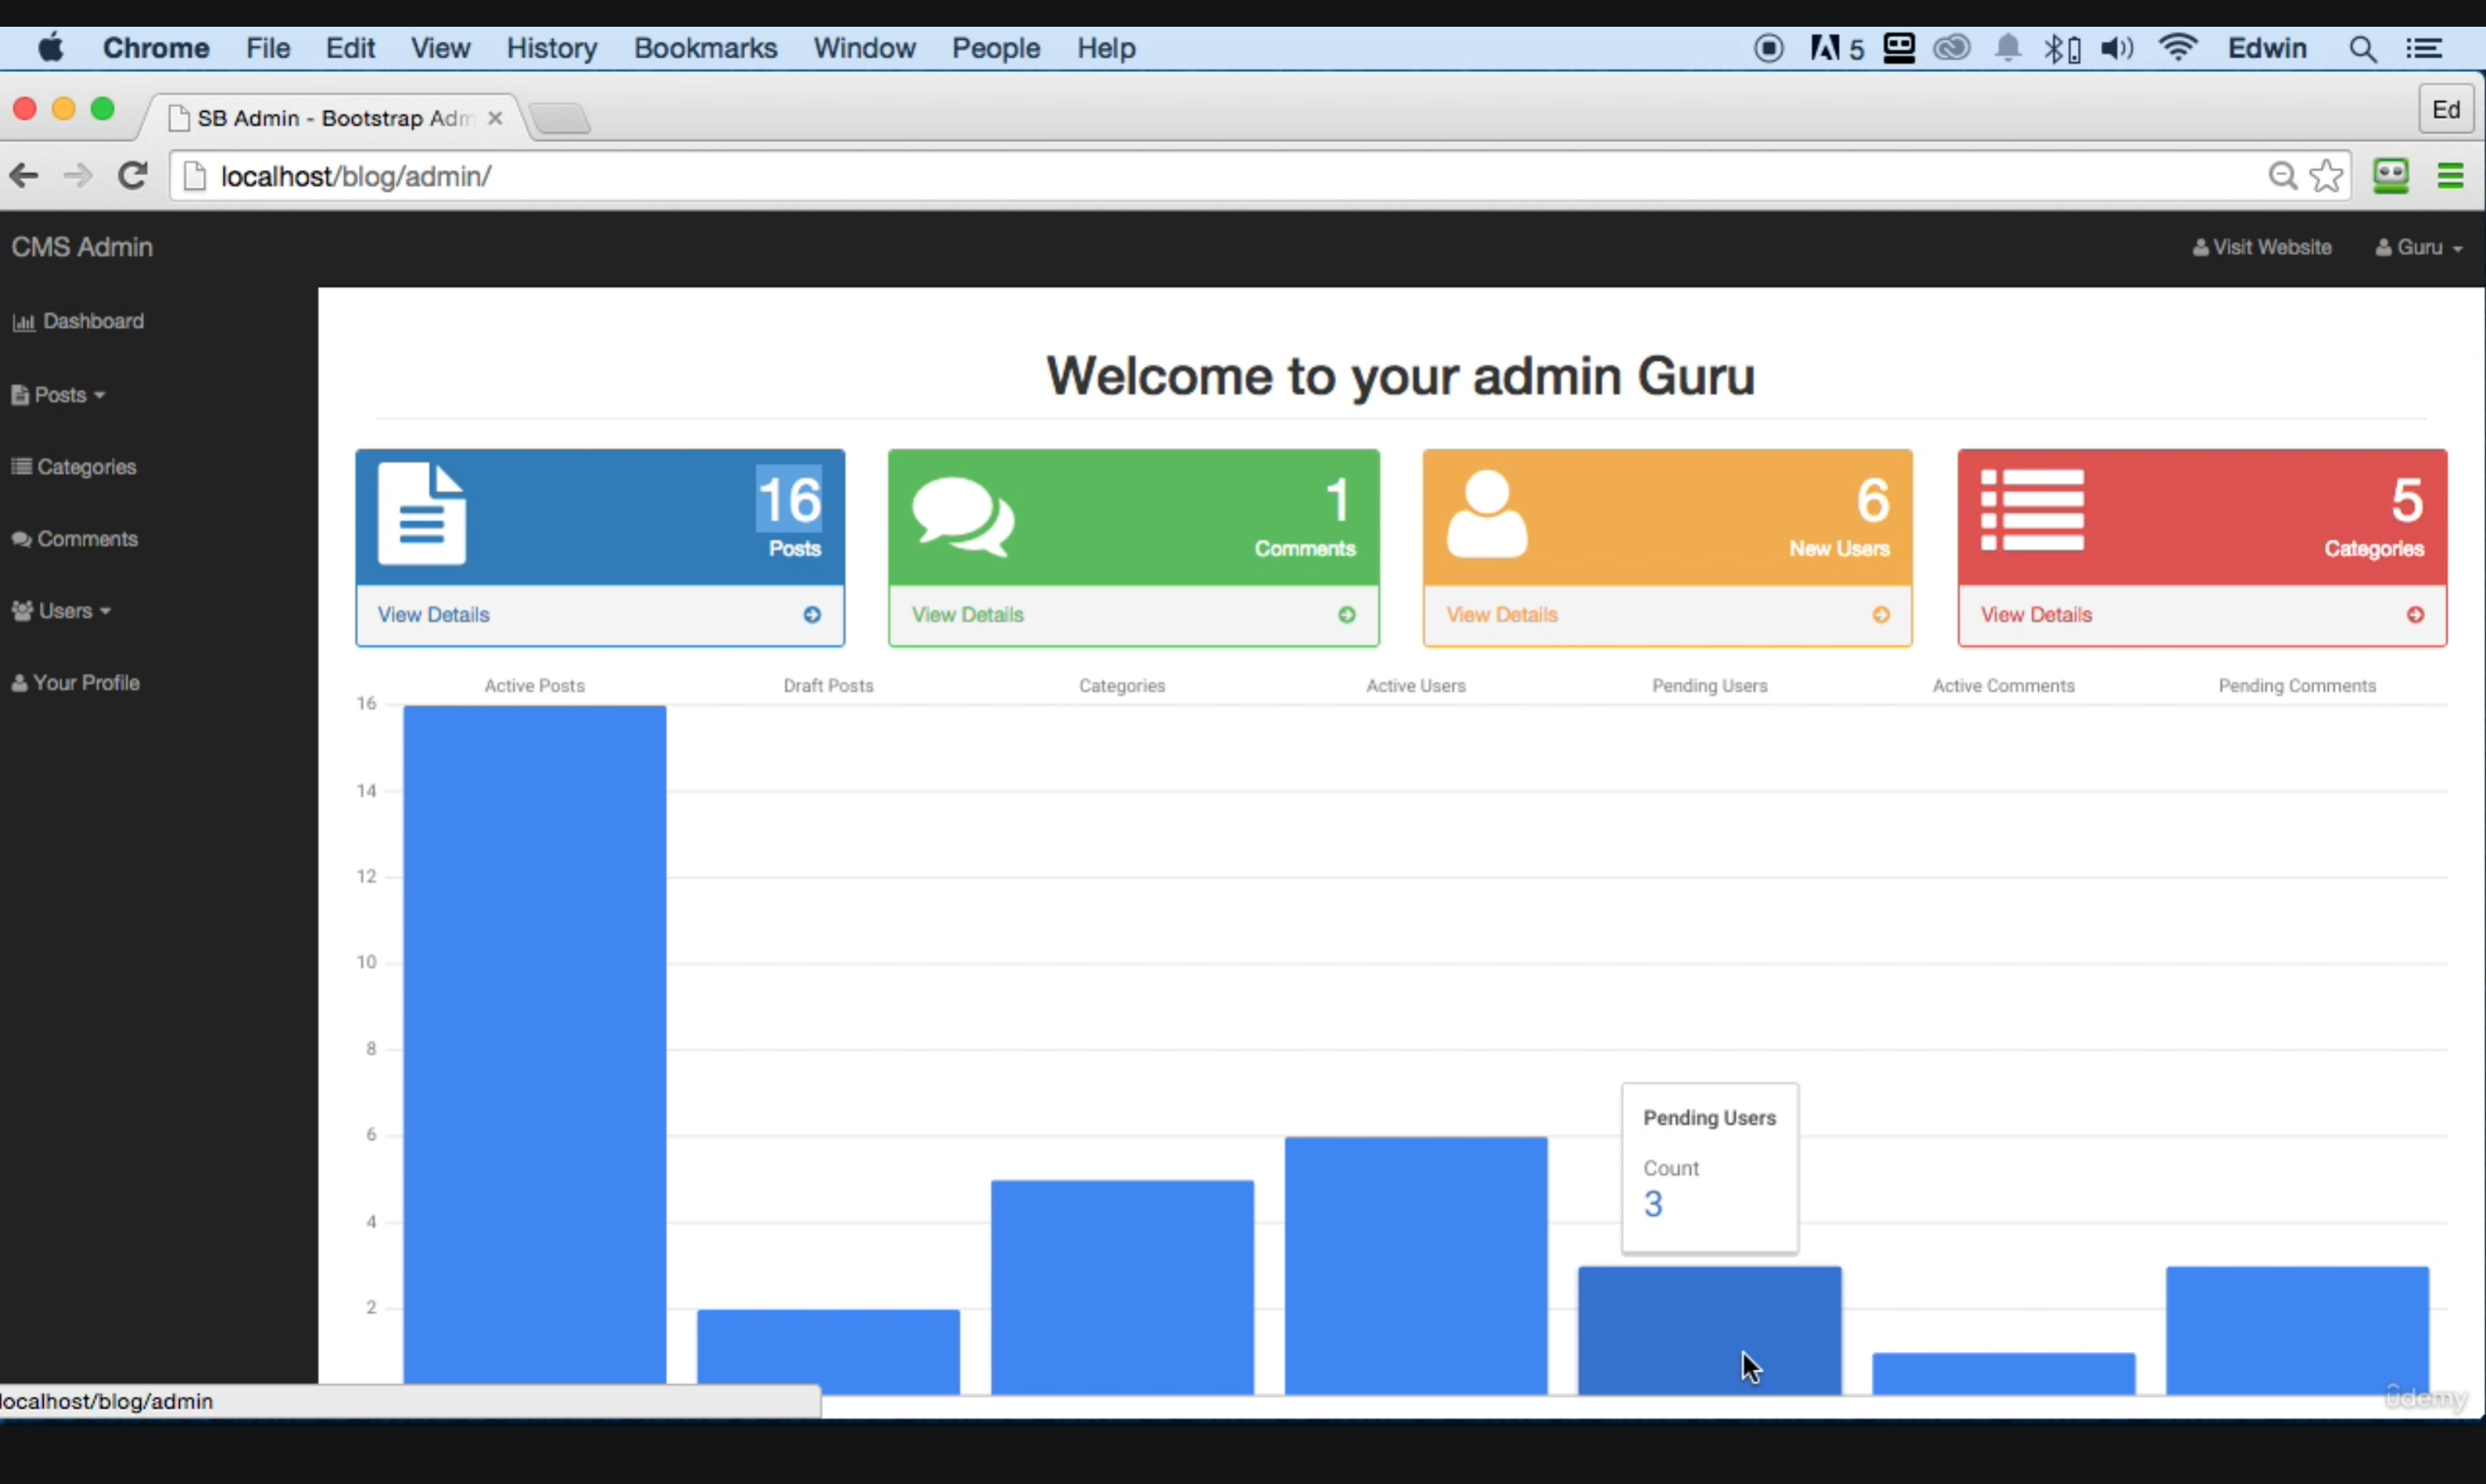 Chrome File Edit View History Bookmarks Window People Help 5 Edwin
SB Admin - Bootstrap Adm Ed
localhost/blog/admin/
CMS Admin Visit Website Guru
Dashboard
Posts
Categories
Comments
Users
Your Profile
Welcome to your admin Guru
16
Posts
View Details
1
Comments
View Details
6
New Users
View Details
5
Categories
View Details
Active Posts Draft Posts Categories Active Users Pending Users Active Comments Pending Comments
16
14
12
10
8
6
4
2
Pending Users
Count
3
localhost/blog/admin
ûdemy